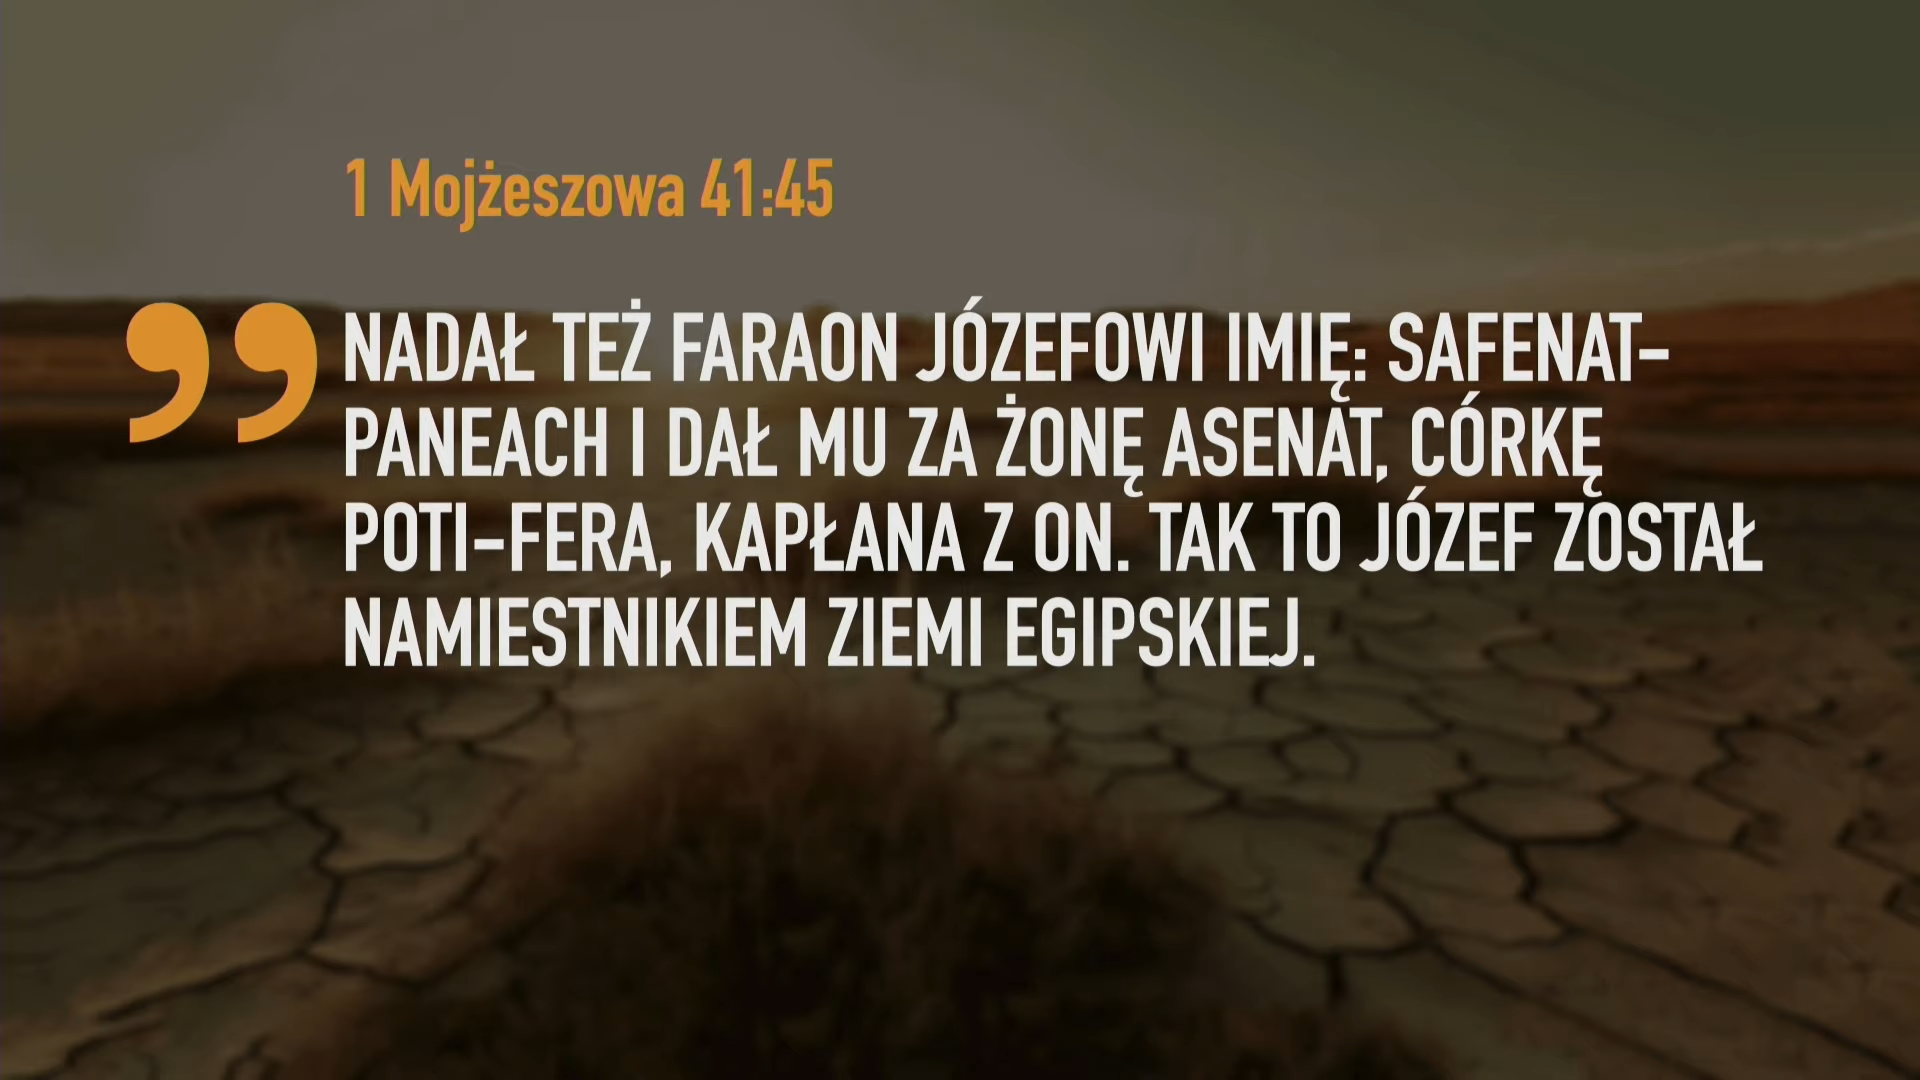 1 Mojżeszowa 41:45
” NADAŁ TEŻ FARAON JÓZEFOWI IMIĘ: SAFENAT-
PANEACH I DAŁ MU ZA ŻONĘ ASENAT, CÓRKĘ
POTI-FERA, KAPŁANA Z ON. TAK TO JÓZEF ZOSTAŁ
NAMIESTNIKIEM ZIEMI EGIPSKIEJ.